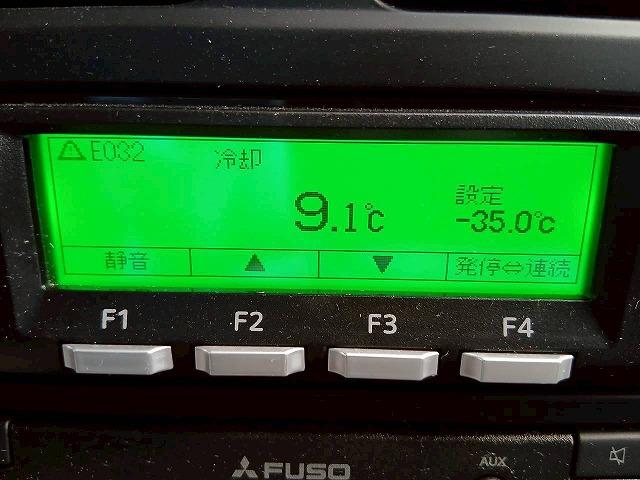 E032
冷却
9.1℃
設定
-35.0℃
静音 ▲ ▼ 発停⇔連続
F1 F2 F3 F4
FUSO
AUX